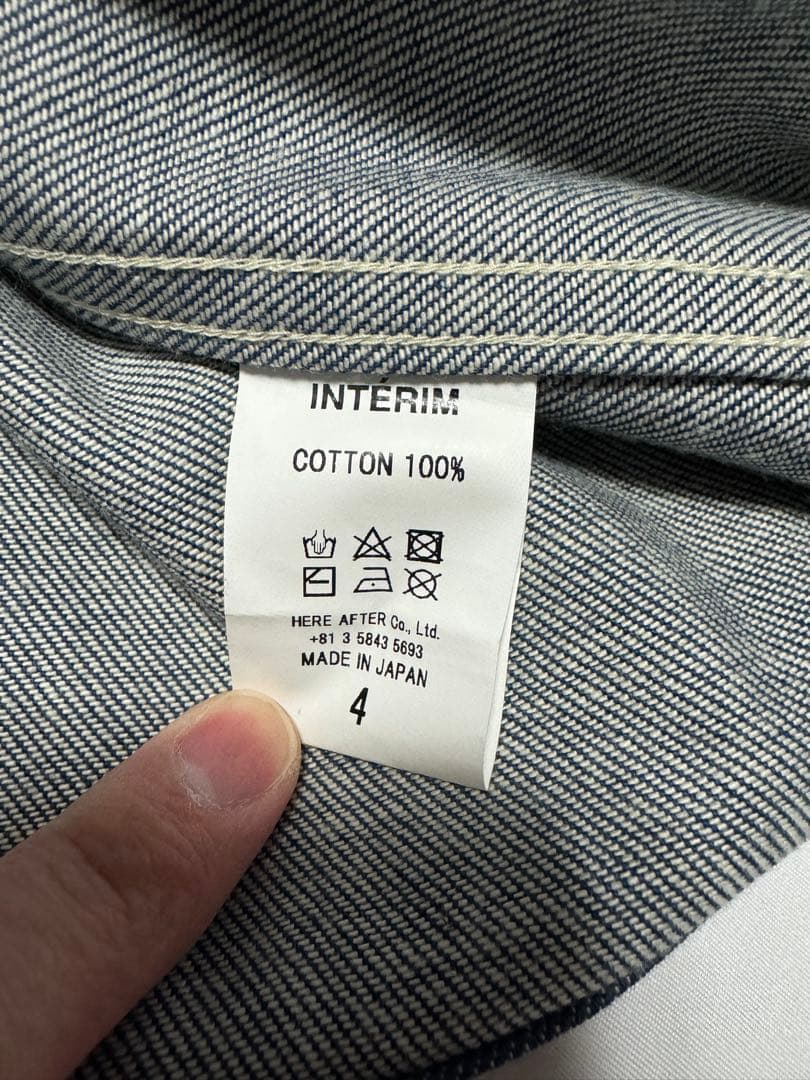 INTÉRIM
COTTON 100%
HERE AFTER Co., Ltd.
+81 3 5843 5693
MADE IN JAPAN
4